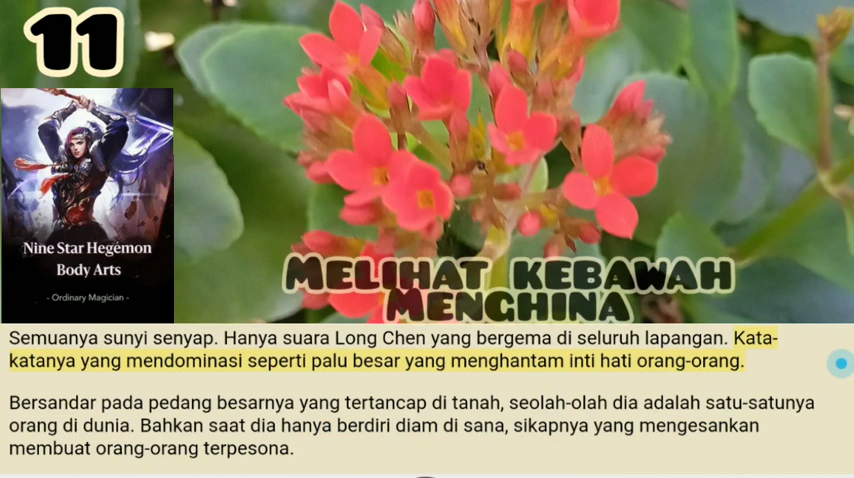 11
Nine Star Hegemon
Body Arts
- Ordinary Magician -
MELIHAT KEBAWAH
MENGHINA
Semuanya sunyi senyap. Hanya suara Long Chen yang bergema di seluruh lapangan. Kata-
katanya yang mendominasi seperti palu besar yang menghantam inti hati orang-orang.
Bersandar pada pedang besarnya yang tertancap di tanah, seolah-olah dia adalah satu-satunya
orang di dunia. Bahkan saat dia hanya berdiri diam di sana, sikapnya yang mengesankan
membuat orang-orang terpesona.